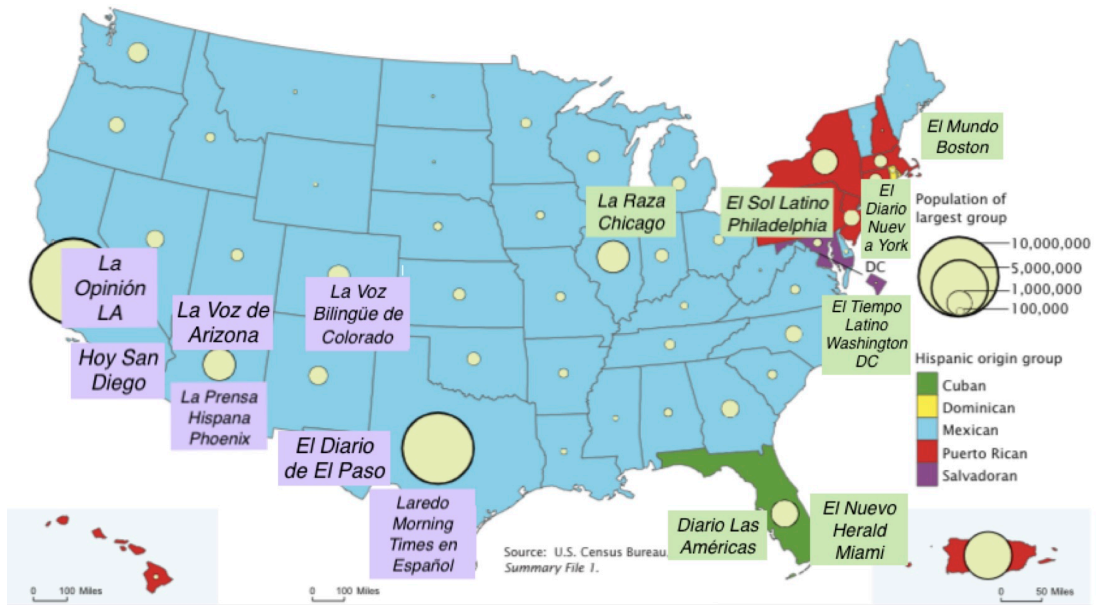 El Mundo
Boston
La Raza
Chicago
El Sol Latino
Philadelphia
El
Diario
Nuev
a York
Population of
largest group
10,000,000
5,000,000
1,000,000
100,000
DC
La
Opinión
LA
La Voz de
Arizona
La Voz
Bilingüe de
Colorado
El Tiempo
Latino
Washington
DC
Hoy San
Diego
La Prensa
Hispana
Phoenix
Hispanic origin group
Cuban
Dominican
Mexican
Puerto Rican
Salvadoran
El Diario
de El Paso
Laredo
Morning
Times en
Español
Diario Las
Américas
El Nuevo
Herald
Miami
Source: U.S. Census Bureau,
Summary File 1.
0 100 Miles
0 100 Miles
0 50 Miles